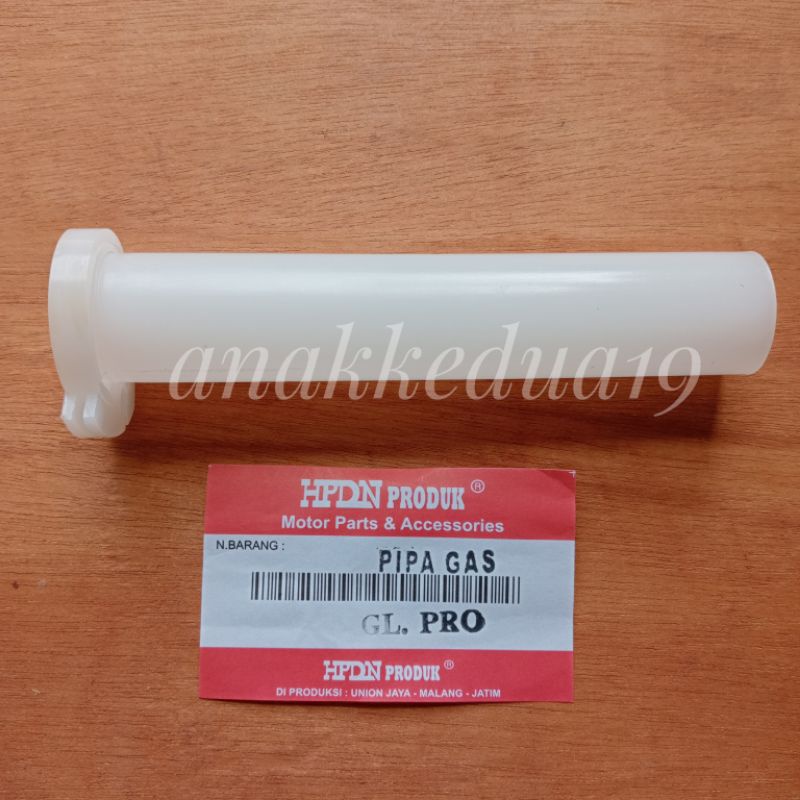 anakkedua19
HPDN PRODUK ®
Motor Parts & Accessories
N.BARANG :
PIPA GAS
GL. PRO
HPDN PRODUK ®
DI PRODUKSI : UNION JAYA - MALANG - JATIM